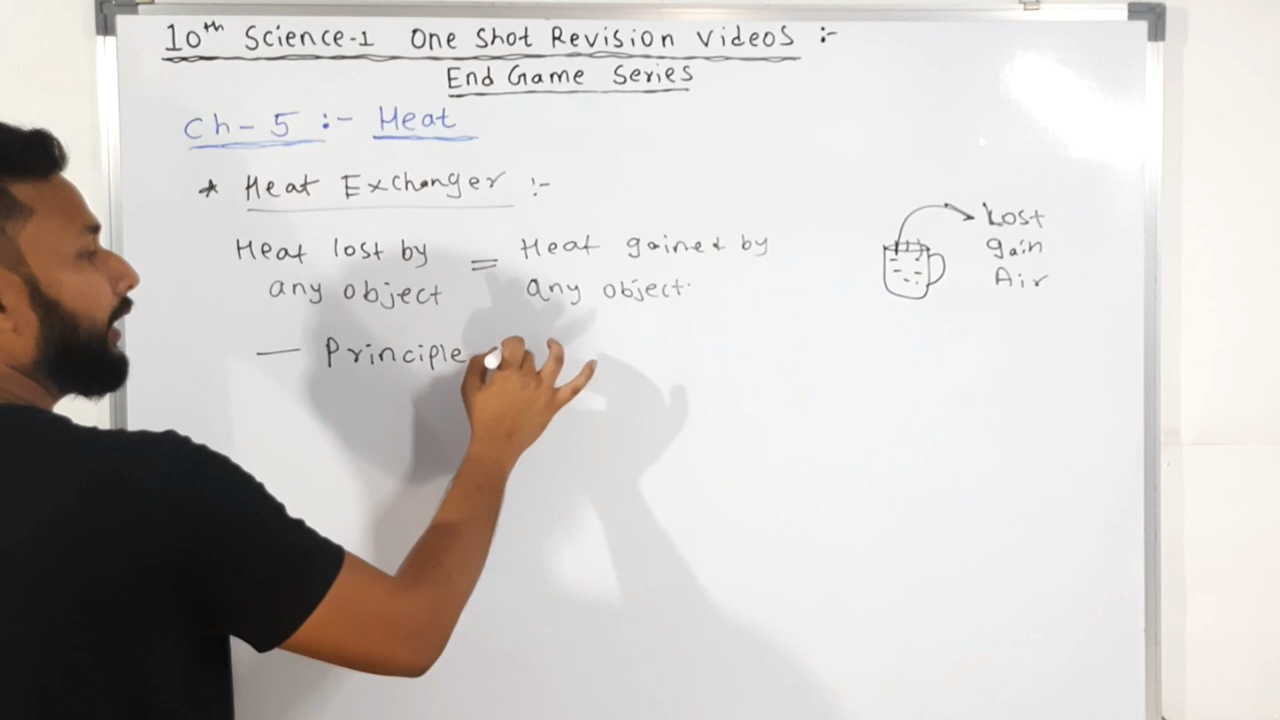 10th Science-1 One Shot Revision Videos :-
End Game Series
Ch-5 :- Heat
* Heat Exchanger :-
Heat lost by = Heat gained by
any object any object.
— Principle
Lost
gain
Air